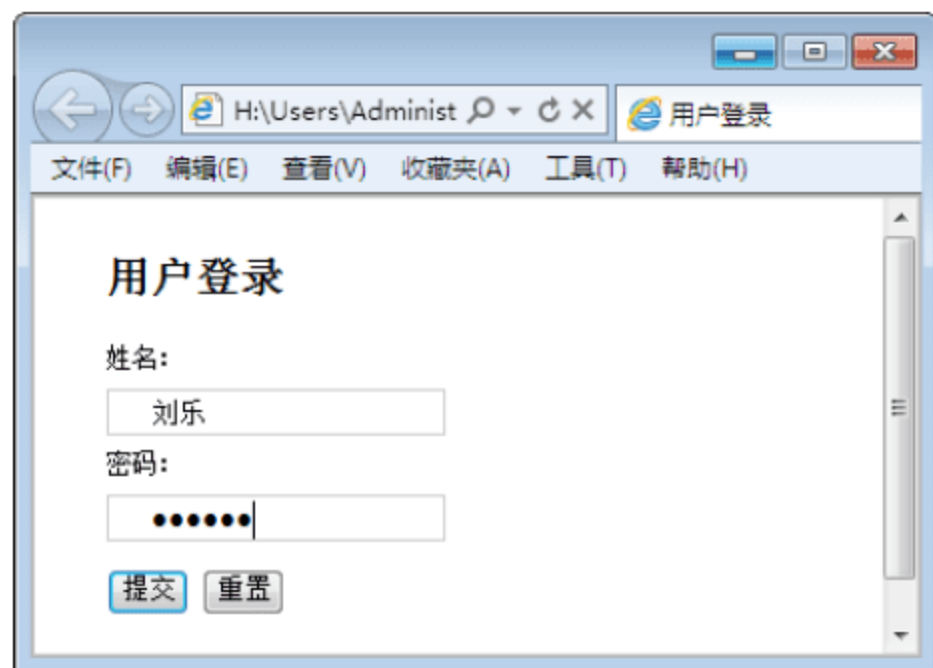 H:\Users\Administ
用户登录
文件(F) 编辑(E) 查看(V) 收藏夹(A) 工具(T) 帮助(H)
用户登录
姓名:
刘乐
密码:
••••••
提交 重置